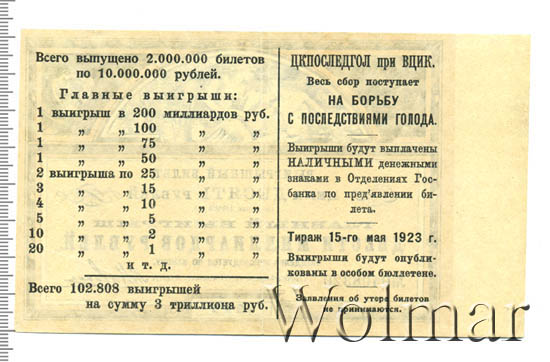 Всего выпущено 2.000.000 билетов
по 10.000.000 рублей.
Главные выигрыши:
1 выигрыш в 200 миллиардов руб.
1 „ „ 100 „ „
1 „ „ 75 „ „
1 „ „ 50 „ „
2 выигрыша по 25 „ „
3 „ „ 15 „ „
4 „ „ 10 „ „
5 „ „ 5 „ „
10 „ „ 2 „ „
20 „ „ 1 „ „
и т. д.
Всего 102.808 выигрышей
на сумму 3 триллиона руб.
ЦКПОСЛЕДГОЛ при ВЦИК.
Весь сбор поступает
НА БОРЬБУ
С ПОСЛЕДСТВИЯМИ ГОЛОДА.
Выигрыши будут выплачены
НАЛИЧНЫМИ денежными
знаками в Отделениях Гос-
банка по пред'явлении би-
лета.
Тираж 15-го мая 1923 г.
Выигрыши будут опубли-
кованы в особом бюллетене.
Заявления об утере билетов
не принимаются.
Wolmar